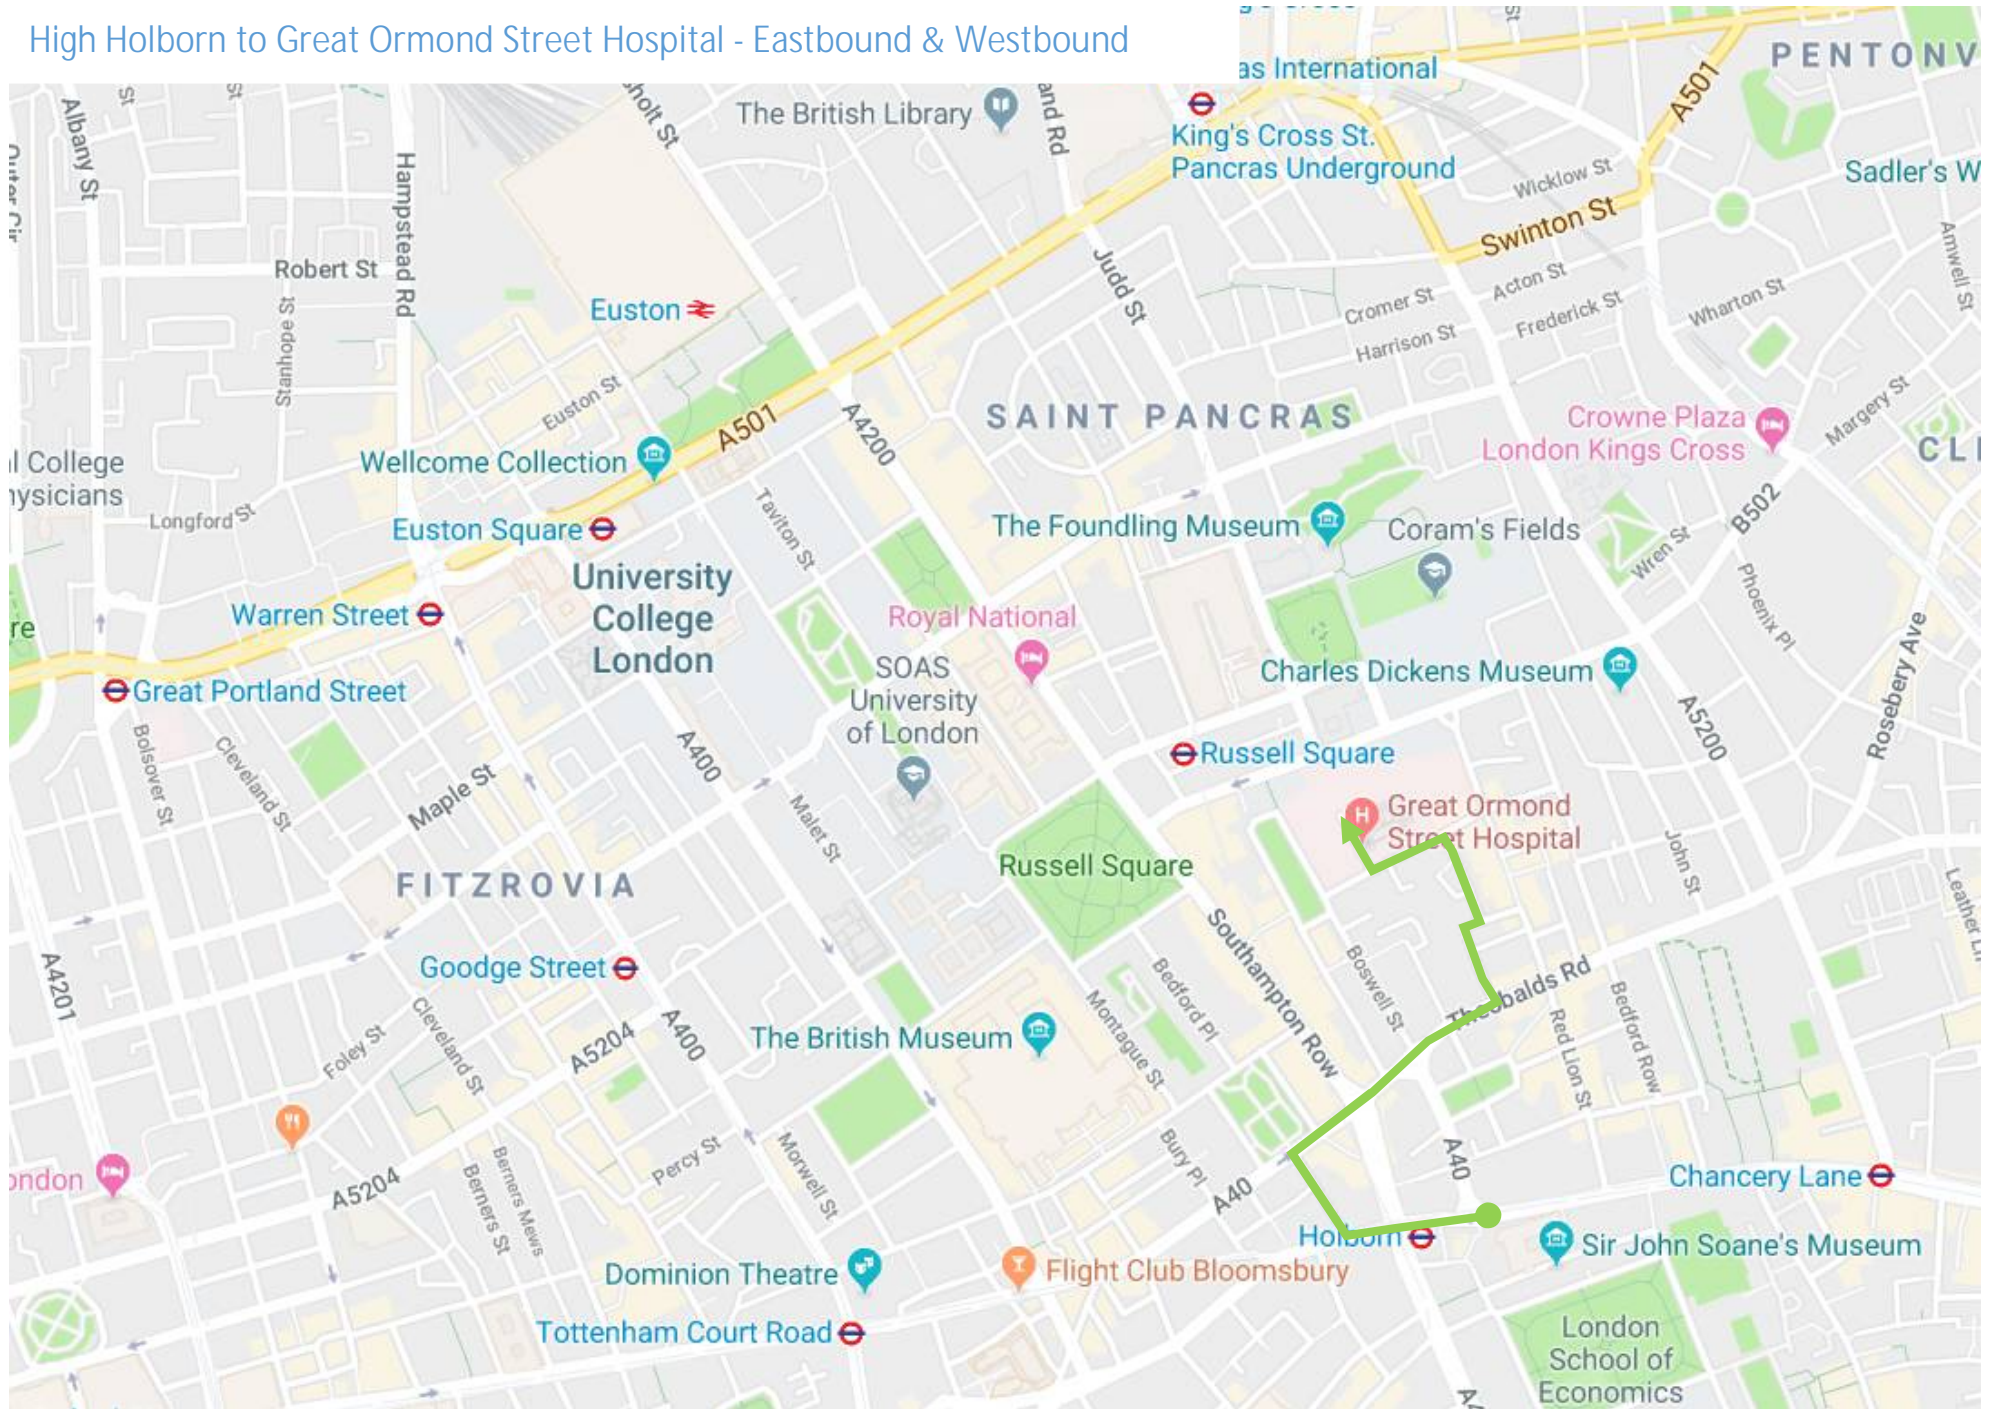 High Holborn to Great Ormond Street Hospital - Eastbound & Westbound
as International
PENTONV
Albany St
St
St
The British Library
and Rd
St
A501
King's Cross St.
Pancras Underground
Wicklow St
Sadler's W
Hampstead Rd
Swinton St
Robert St
Judd St
Acton St
Amwell St
Euston
Stanhope St
Cromer St
Frederick St
Wharton St
Harrison St
Euston St
A501
A4200
SAINT PANCRAS
Crowne Plaza
London Kings Cross
Margery St
CLI
l College
Wellcome Collection
Longford St
Euston Square
Taviton St
The Foundling Museum
Coram's Fields
B502
Wren St
University
College
London
Phoenix Pl
Warren Street
Royal National
re
SOAS
University
of London
Charles Dickens Museum
Rosebery Ave
Great Portland Street
A5200
Bolsover St
Cleveland St
A400
Russell Square
Maple St
Malet St
Great Ormond
Street Hospital
John St
Russell Square
FITZROVIA
Southampton Row
Boswell St
A4201
Goodge Street
Bedford Pl
Theobalds Rd
Cleveland St
Foley St
A5204
A400
The British Museum
Montague St
Red Lion St
Bedford Row
Percy St
Morwell St
Bury Pl
A40
A40
Chancery Lane
ondon
A5204
Berners St
Berners Mews
Holborn
Sir John Soane's Museum
Dominion Theatre
Flight Club Bloomsbury
Tottenham Court Road
London
School of
Economics